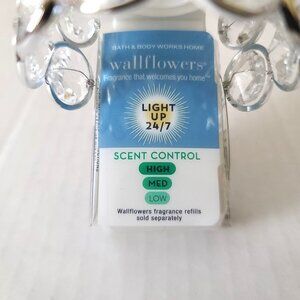 BATH & BODY WORKS HOME
wallflowers®
Fragrance that welcomes you home™
LIGHT
UP
24/7
SCENT CONTROL
HIGH
MED
LOW
Wallflowers fragrance refills
sold separately